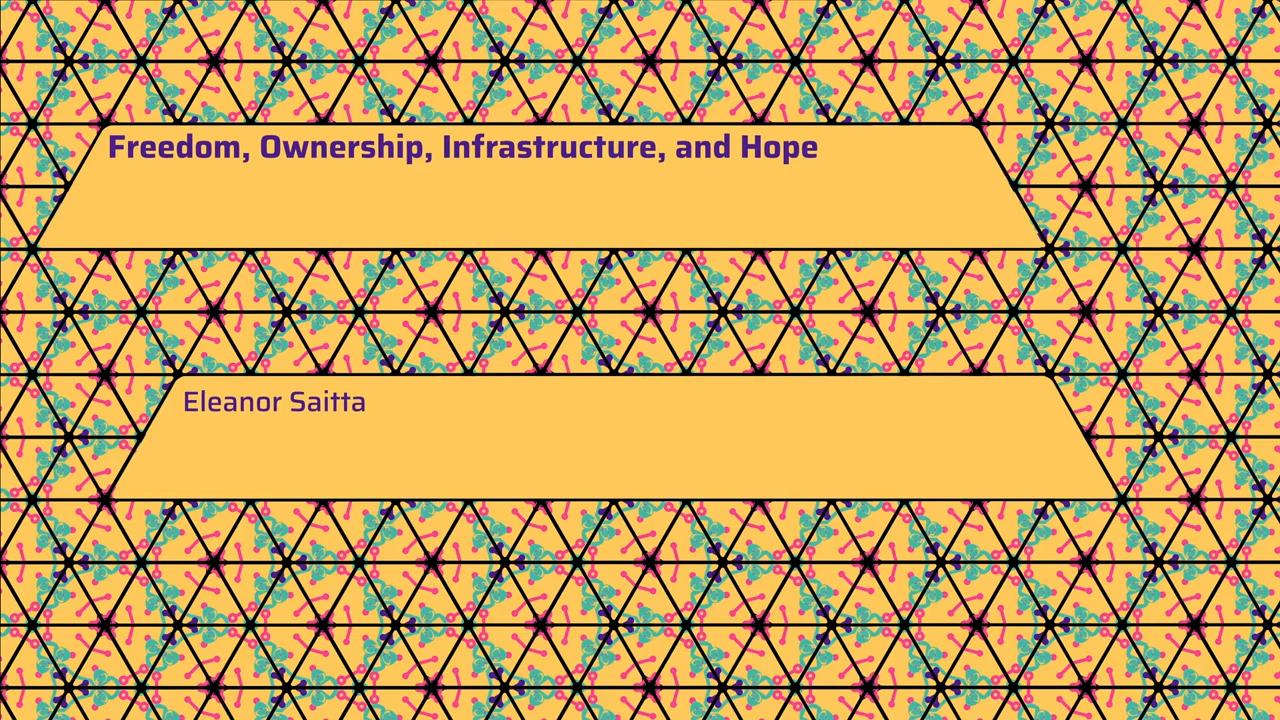 Freedom, Ownership, Infrastructure, and Hope
Eleanor Saitta